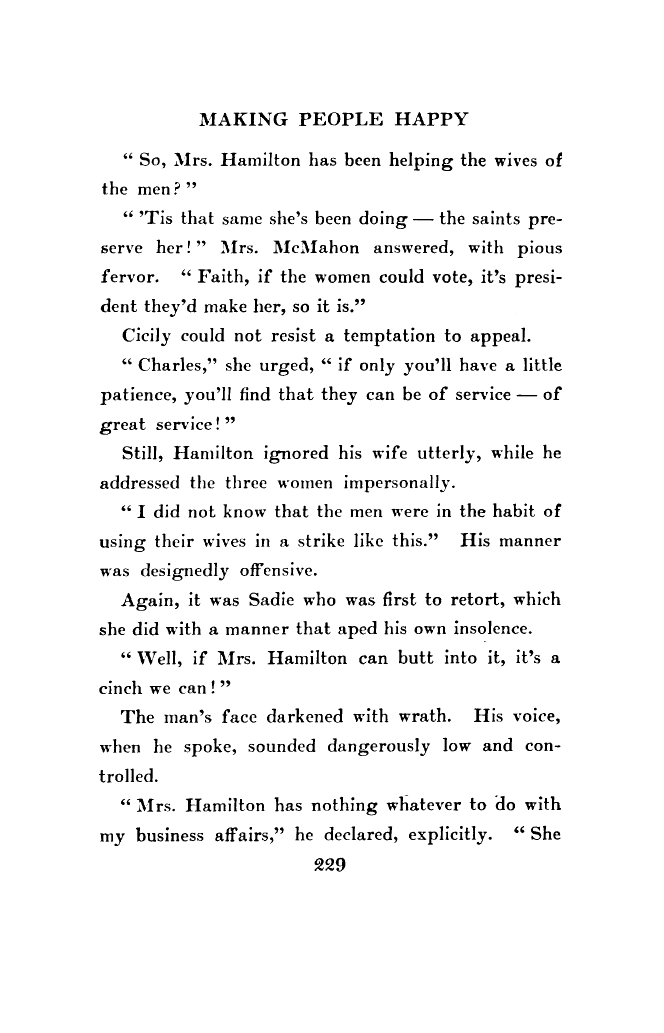 MAKING PEOPLE HAPPY
“ So, Mrs. Hamilton has been helping the wives of
the men? ”
“ ’Tis that same she’s been doing — the saints pre-
serve her! ” Mrs. McMahon answered, with pious
fervor. “ Faith, if the women could vote, it’s presi-
dent they’d make her, so it is.”
Cicily could not resist a temptation to appeal.
“ Charles,” she urged, “ if only you’ll have a little
patience, you’ll find that they can be of service — of
great service! ”
Still, Hamilton ignored his wife utterly, while he
addressed the three women impersonally.
“ I did not know that the men were in the habit of
using their wives in a strike like this.” His manner
was designedly offensive.
Again, it was Sadie who was first to retort, which
she did with a manner that aped his own insolence.
“ Well, if Mrs. Hamilton can butt into it, it’s a
cinch we can! ”
The man’s face darkened with wrath. His voice,
when he spoke, sounded dangerously low and con-
trolled.
“ Mrs. Hamilton has nothing whatever to do with
my business affairs,” he declared, explicitly. “ She
229